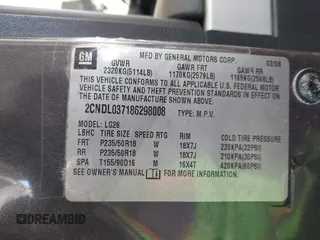 GM
MFD BY GENERAL MOTORS CORP. 02/08
GVWR GAWR FRT GAWR RR
2320KG(5114LB) 1170KG(2579LB) 1165KG(2568LB)
THIS VEHICLE CONFORMS TO ALL APPLICABLE U.S. FEDERAL
MOTOR VEHICLE SAFETY, BUMPER, AND THEFT PREVENTION
STANDARDS IN EFFECT ON THE DATE OF MANUFACTURE
SHOWN ABOVE.
2CNDL037186298008 TYPE: M.P.V.
MODEL: LG26
LBHC TIRE SIZE SPEED RTG RIM COLD TIRE PRESSURE
FRT P235/50R18 W 18X7J 220KPA(32PSI)
RR P235/50R18 W 18X7J 210KPA(30PSI)
SPA T155/90D16 M 16X4T 420KPA(60PSI)
SEE OWNER'S MANUAL FOR MORE INFORMATION.
DREAMBID